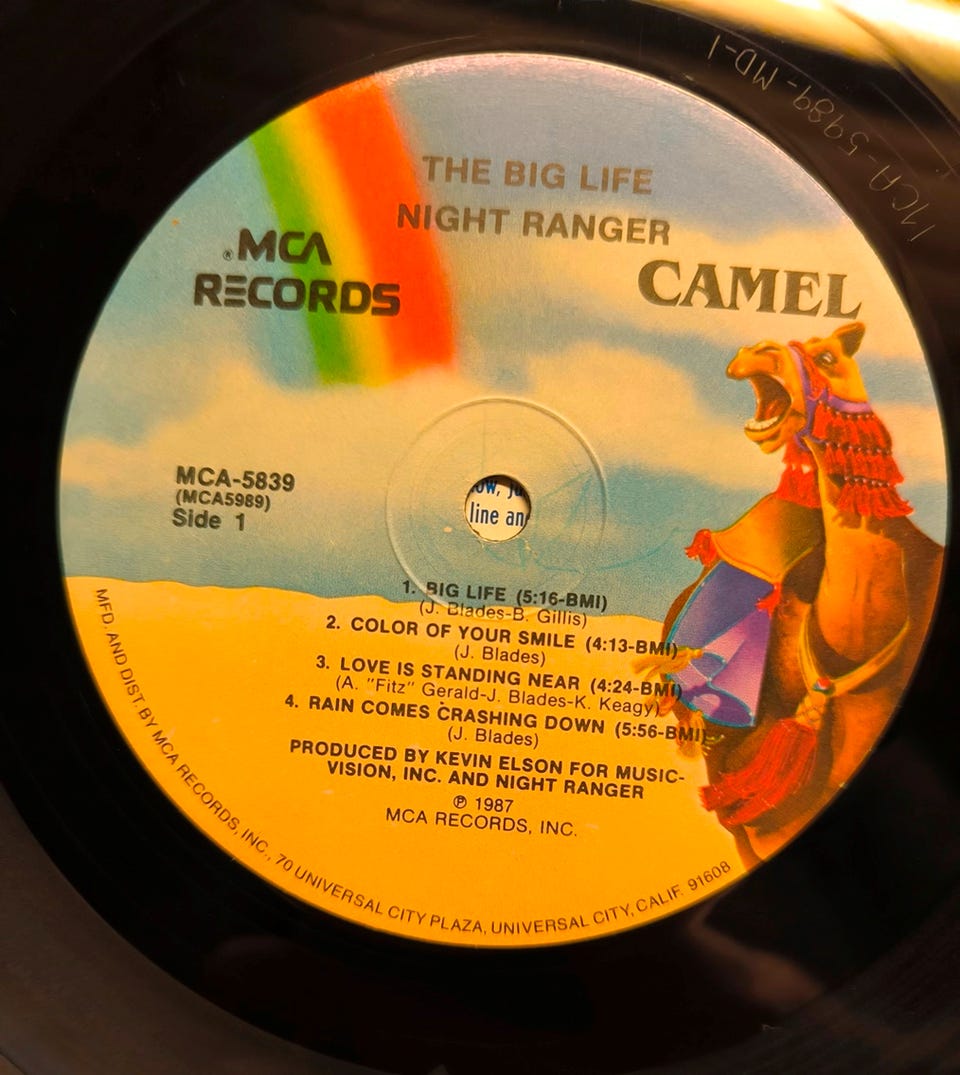 MCA-5989-MD-1
THE BIG LIFE
NIGHT RANGER
® MCA
RECORDS
CAMEL
MCA-5839
(MCA5989)
Side 1
line an
1. BIG LIFE (5:16-BMI)
(J. Blades-B. Gillis)
2. COLOR OF YOUR SMILE (4:13-BMI)
(J. Blades)
3. LOVE IS STANDING NEAR (4:24-BMI)
(A. "Fitz" Gerald-J. Blades-K. Keagy)
4. RAIN COMES CRASHING DOWN (5:56-BMI)
(J. Blades)
PRODUCED BY KEVIN ELSON FOR MUSIC-
VISION, INC. AND NIGHT RANGER
℗ 1987
MCA RECORDS, INC.
MFD. AND DIST. BY MCA RECORDS, INC., 70 UNIVERSAL CITY PLAZA, UNIVERSAL CITY, CALIF. 91608